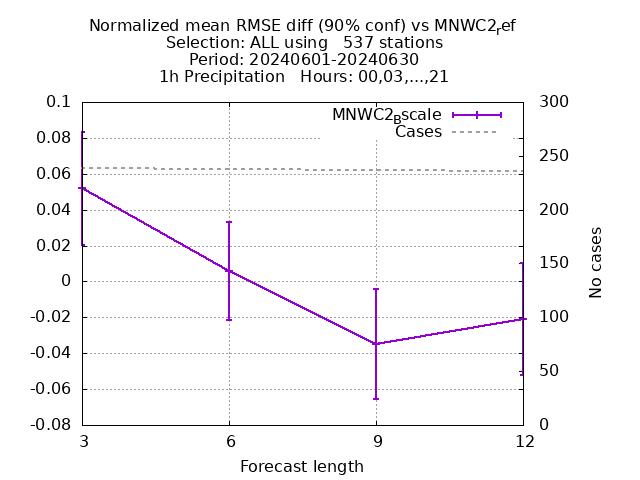 Normalized mean RMSE diff (90% conf) vs MNWC2ref
Selection: ALL using   537 stations
Period: 20240601-20240630
1h Precipitation   Hours: 00,03,...,21
MNWC2Bscale
Cases
0.1
0.08
0.06
0.04
0.02
0
-0.02
-0.04
-0.06
-0.08
300
250
200
150
100
50
0
No cases
3
6
9
12
Forecast length